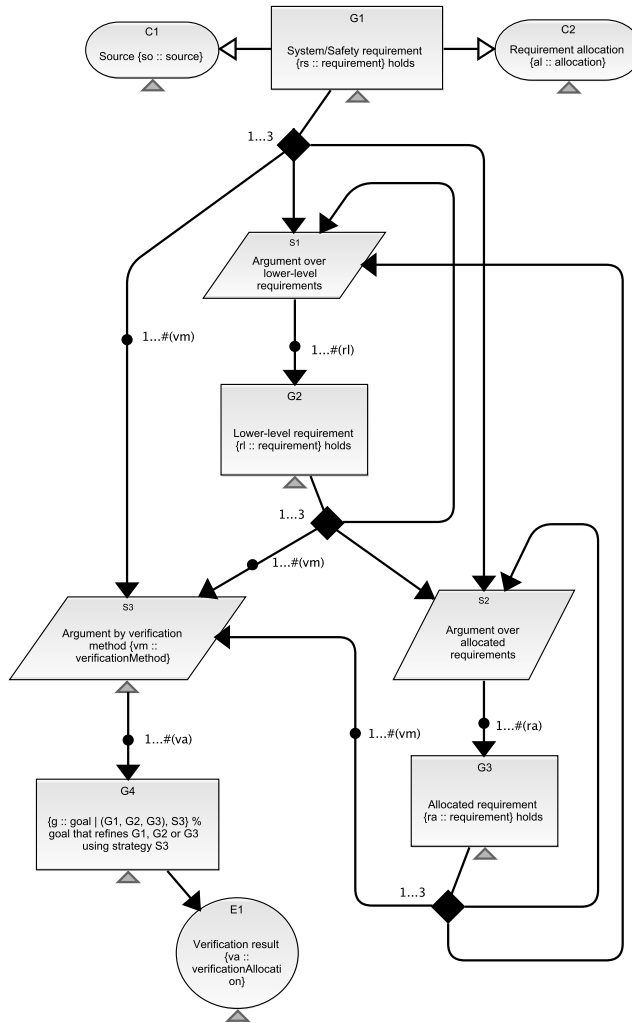 C1
Source {so :: source}
G1
System/Safety requirement
{rs :: requirement} holds
C2
Requirement allocation
{al :: allocation}
1...3
S1
Argument over
lower-level
requirements
1...#(vm)
1...#(rl)
G2
Lower-level requirement
{rl :: requirement} holds
1...3
1...#(vm)
S3
Argument by verification
method {vm ::
verificationMethod}
S2
Argument over
allocated
requirements
1...#(va)
1...#(vm)
1...#(ra)
G4
{g :: goal | (G1, G2, G3), S3} %
goal that refines G1, G2 or G3
using strategy S3
G3
Allocated requirement
{ra :: requirement} holds
1...3
E1
Verification result
{va ::
verificationAllocati
on}